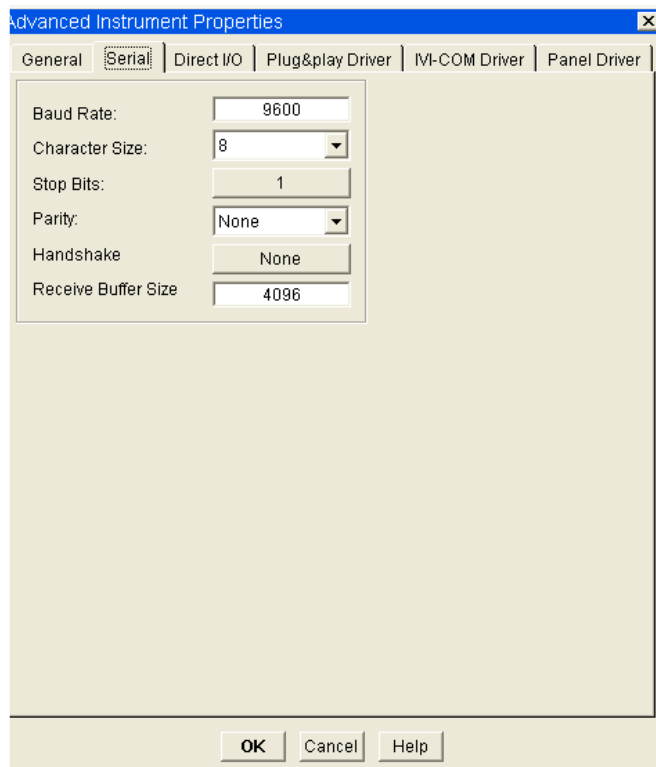 Advanced Instrument Properties
General Serial Direct I/O Plug&play Driver IVI-COM Driver Panel Driver
Baud Rate: 9600
Character Size: 8
Stop Bits: 1
Parity: None
Handshake None
Receive Buffer Size 4096
OK Cancel Help